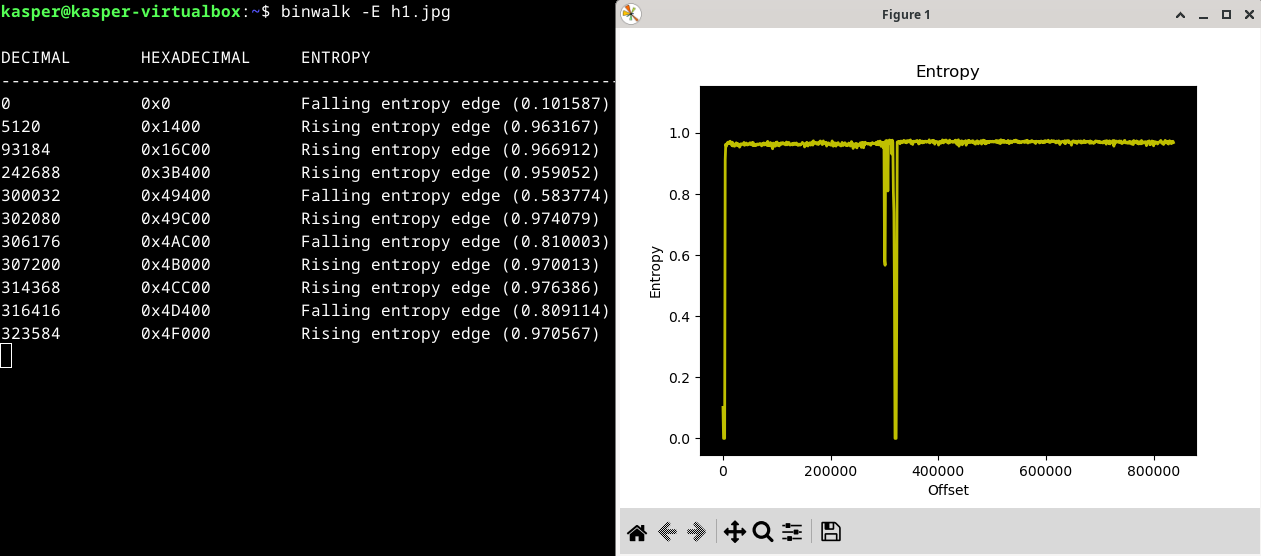 kasper@kasper-virtualbox:~$ binwalk -E h1.jpg
DECIMAL HEXADECIMAL ENTROPY
--------------------------------------------------------------
0 0x0 Falling entropy edge (0.101587)
5120 0x1400 Rising entropy edge (0.963167)
93184 0x16C00 Rising entropy edge (0.966912)
242688 0x3B400 Rising entropy edge (0.959052)
300032 0x49400 Falling entropy edge (0.583774)
302080 0x49C00 Rising entropy edge (0.974079)
306176 0x4AC00 Falling entropy edge (0.810003)
307200 0x4B000 Rising entropy edge (0.970013)
314368 0x4CC00 Rising entropy edge (0.976386)
316416 0x4D400 Falling entropy edge (0.809114)
323584 0x4F000 Rising entropy edge (0.970567)
Figure 1
Entropy
1.0
0.8
0.6
0.4
0.2
0.0
Entropy
0 200000 400000 600000 800000
Offset